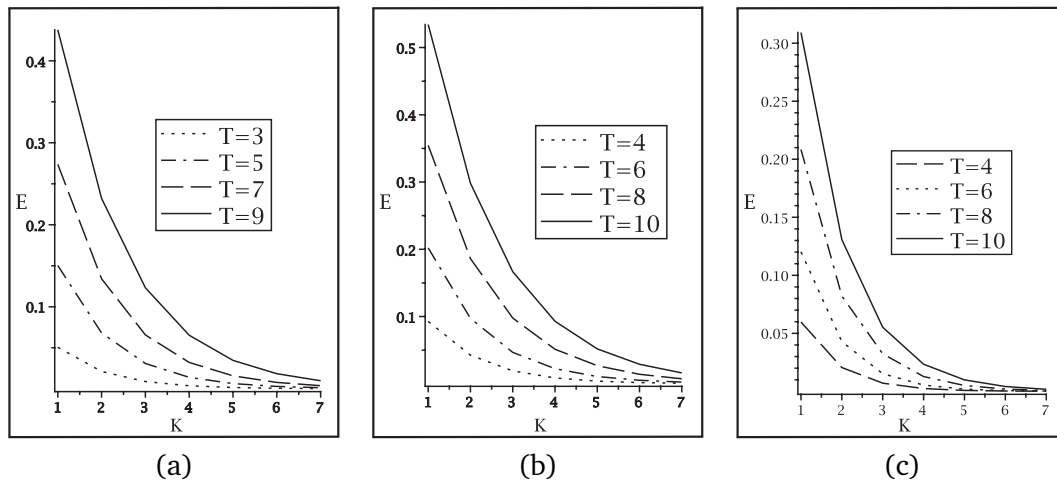 0.4
0.3
0.2
0.1
E
T=3
T=5
T=7
T=9
1 2 3 4 5 6 7
K
(a)
0.5
0.4
0.3
0.2
0.1
E
T=4
T=6
T=8
T=10
1 2 3 4 5 6 7
K
(b)
0.30
0.25
0.20
0.15
0.10
0.05
E
T=4
T=6
T=8
T=10
1 2 3 4 5 6 7
K
(c)